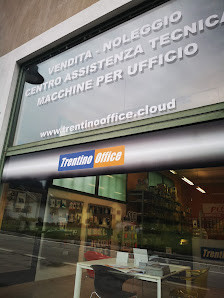 VENDITA - NOLEGGIO
CENTRO ASSISTENZA TECNICA
MACCHINE PER UFFICIO
www.trentinooffice.cloud
Trentino Office